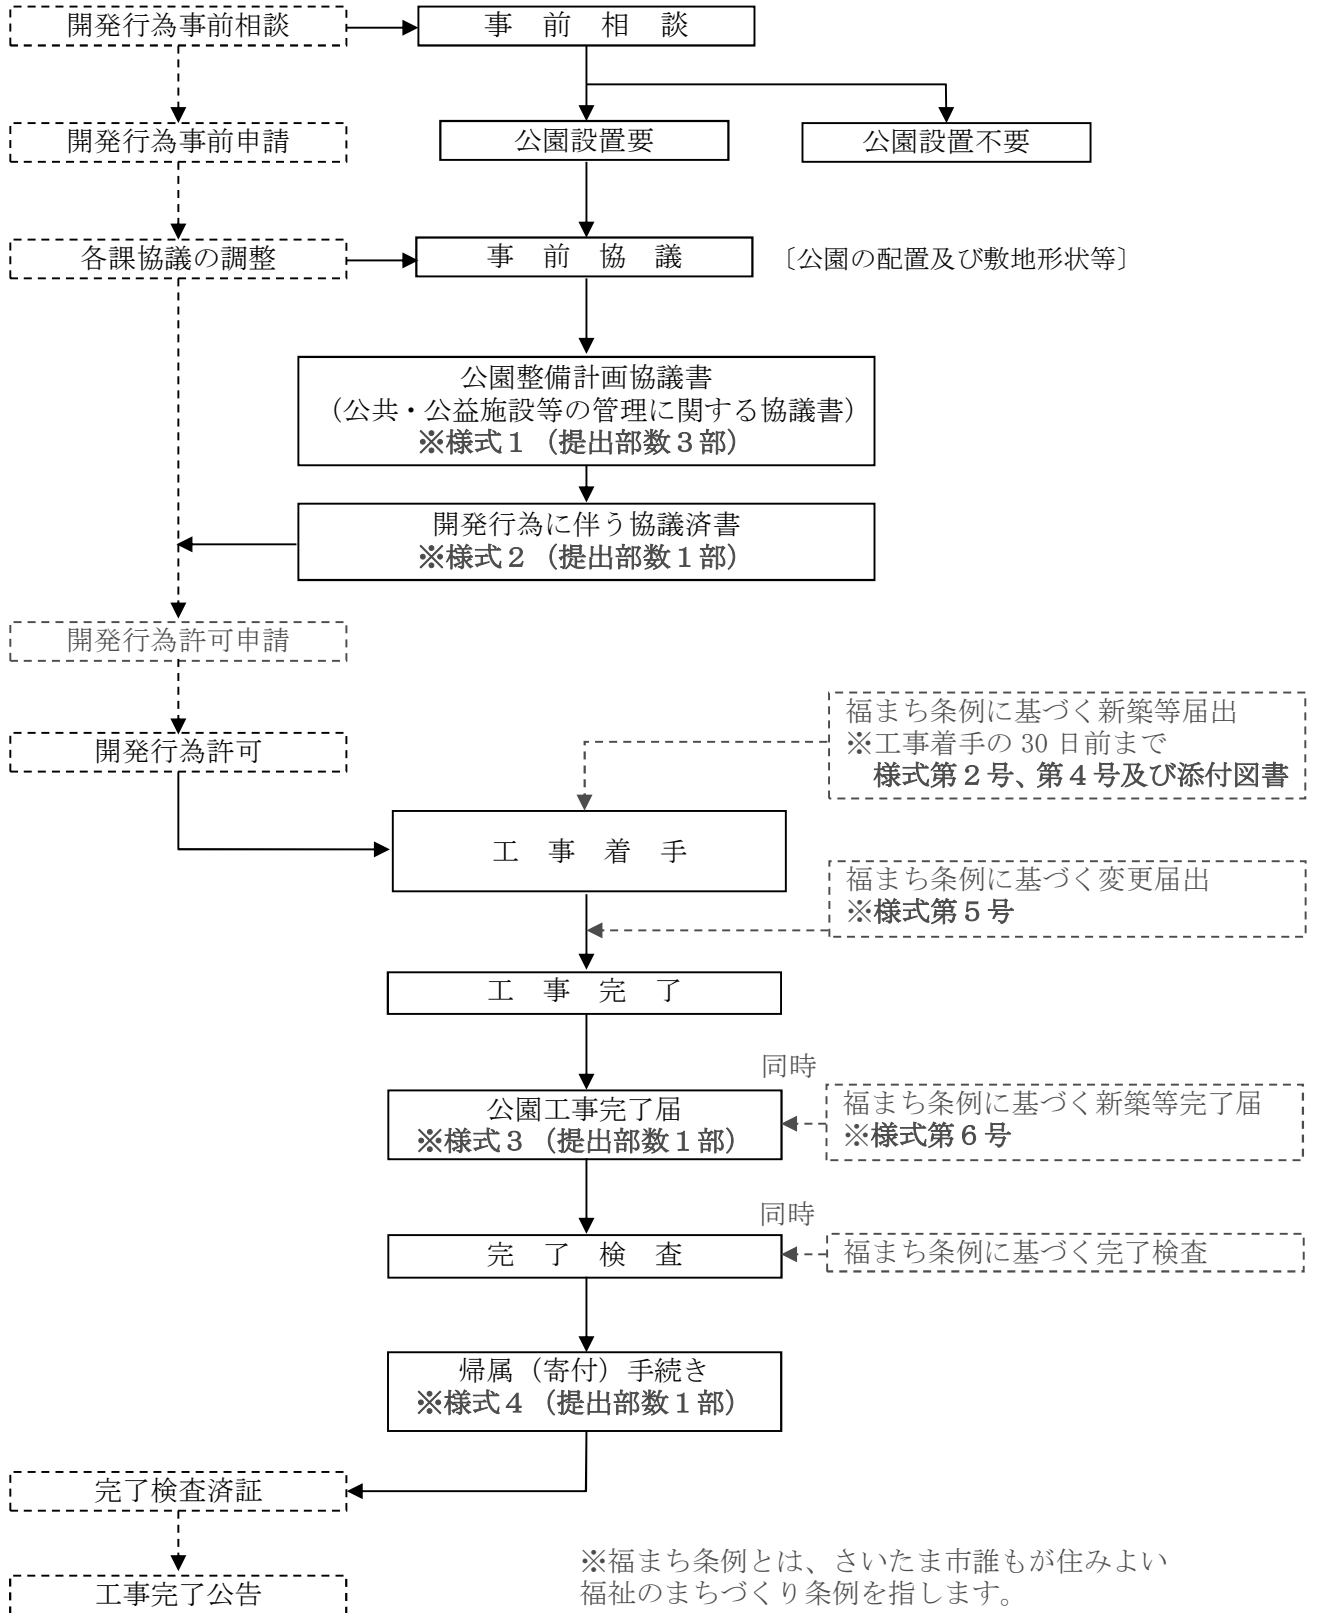 開発行為事前相談
事　前　相　談
開発行為事前申請
公園設置要
公園設置不要
各課協議の調整
事　前　協　議
〔公園の配置及び敷地形状等〕
公園整備計画協議書
（公共・公益施設等の管理に関する協議書）
※様式１（提出部数３部）
開発行為に伴う協議済書
※様式２（提出部数１部）
開発行為許可申請
福まち条例に基づく新築等届出
※工事着手の 30 日前まで
様式第２号、第４号及び添付図書
開発行為許可
工　事　着　手
福まち条例に基づく変更届出
※様式第５号
工　事　完　了
同時
公園工事完了届
※様式３（提出部数１部）
福まち条例に基づく新築等完了届
※様式第６号
同時
完　了　検　査
福まち条例に基づく完了検査
帰属（寄付）手続き
※様式４（提出部数１部）
完了検査済証
工事完了公告
※福まち条例とは、さいたま市誰もが住みよい
福祉のまちづくり条例を指します。